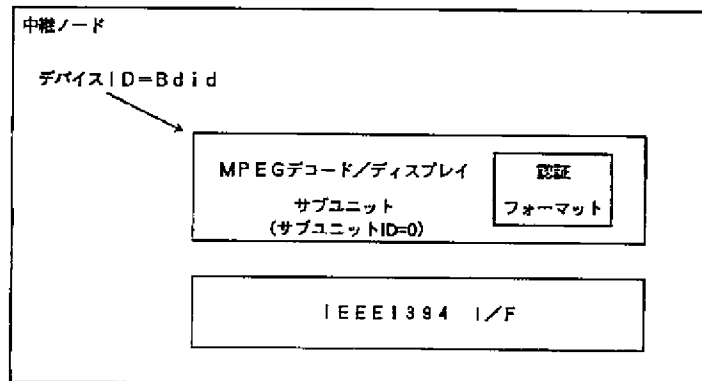 中継ノード
デバイスID=Bdid
MPEGデコード/ディスプレイ
サブユニット
(サブユニットID=0)
認証
フォーマット
IEEE1394 I/F